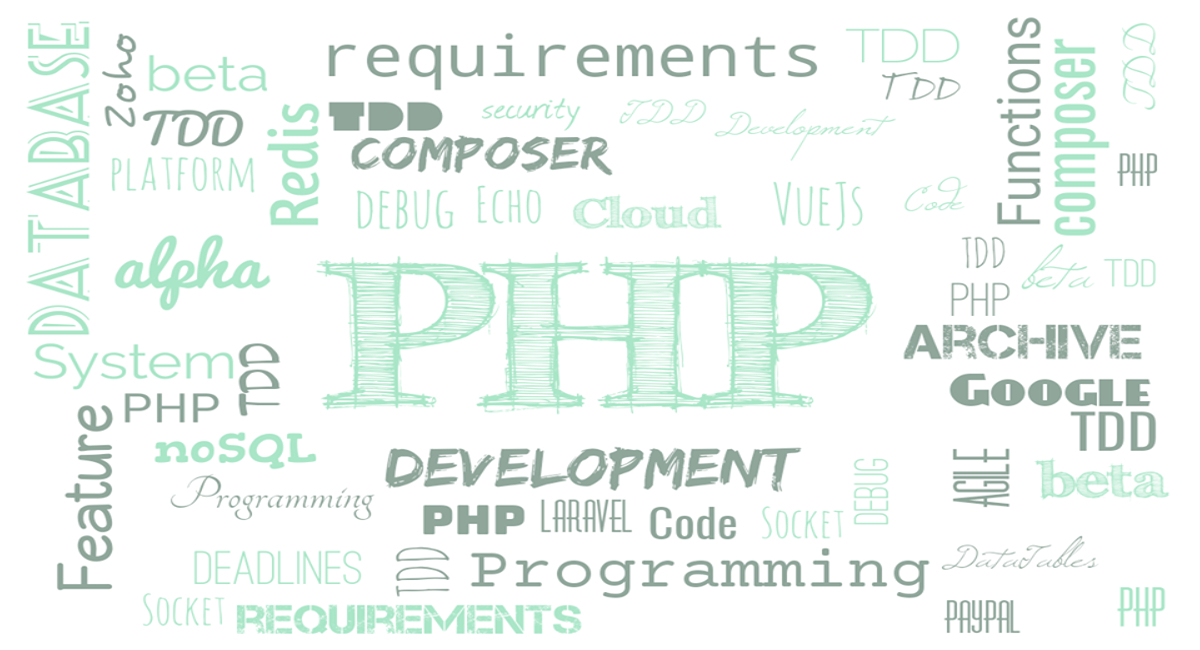 DATABASE
Zoho
beta
TDD
PLATFORM
Redis
requirements
TDD
security
TDD
Development
COMPOSER
DEBUG
ECHO
Cloud
VUEJS
Code
TDD
TDD
Functions
composer
TDD
PHP
alpha
PHP
TDD
PHP
beta
TDD
ARCHIVE
GOOGLE
TDD
System
PHP
TDD
Feature
noSQL
Programming
DEVELOPMENT
PHP
LARAVEL
Code
SOCKET
DEBUG
AGILE
beta
DEADLINES
TDD
Programming
DataTables
SOCKET
REQUIREMENTS
PAYPAL
PHP